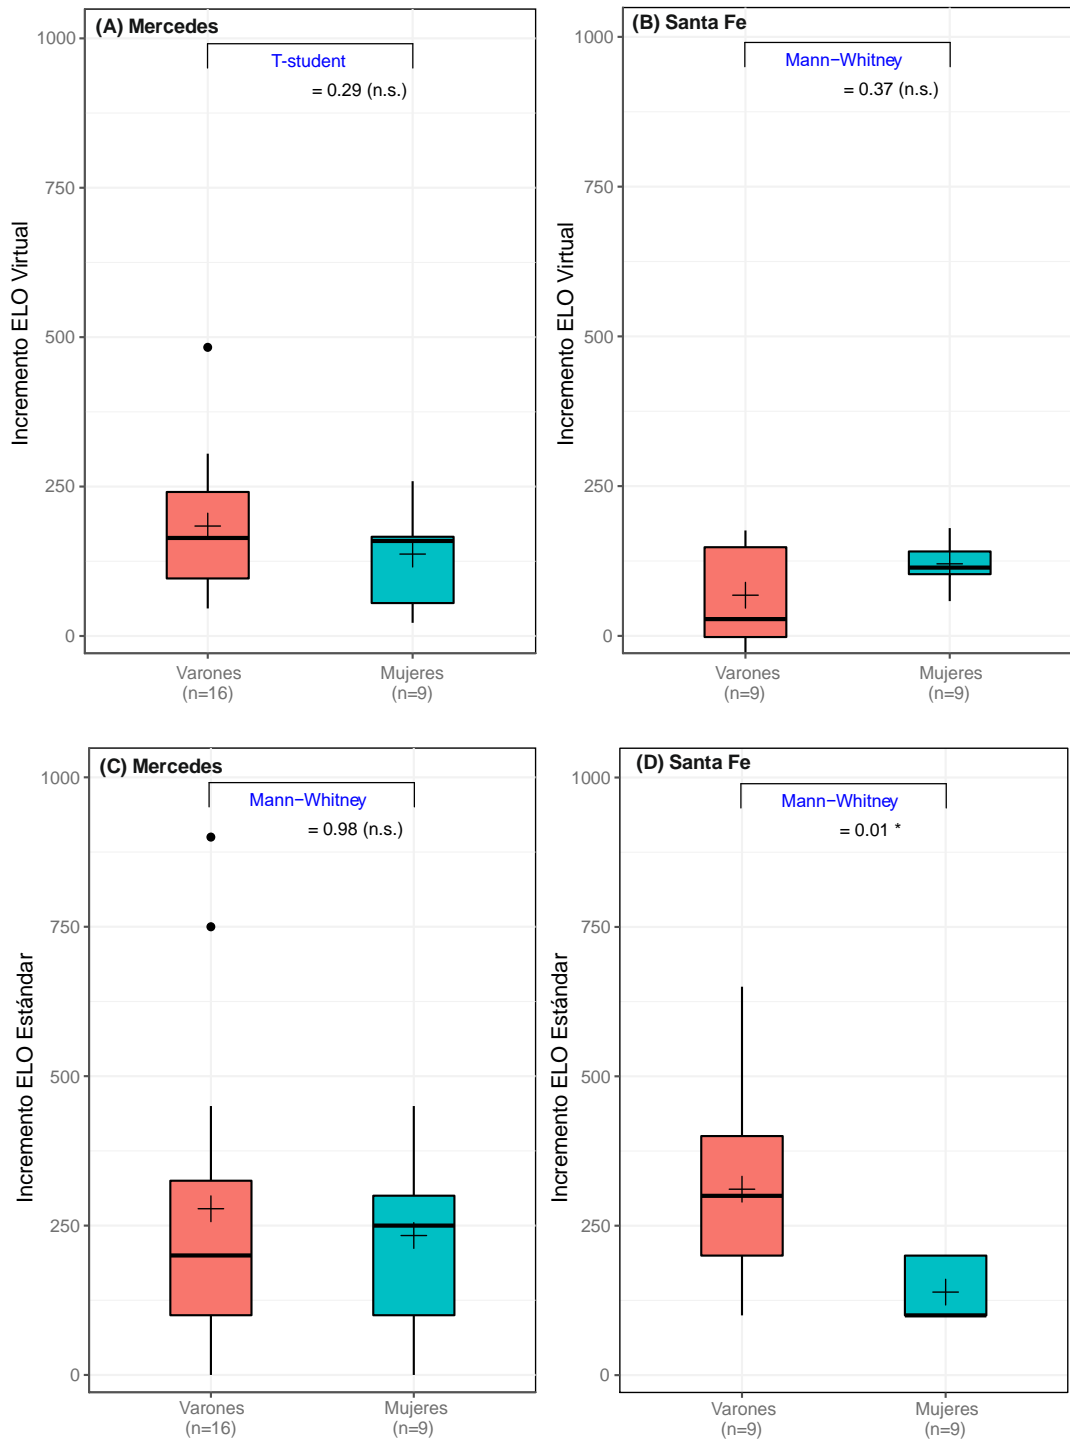 (A) Mercedes
T-student
= 0.29 (n.s.)
Incremento ELO Virtual
1000
750
500
250
0
Varones
(n=16)
Mujeres
(n=9)
(B) Santa Fe
Mann−Whitney
= 0.37 (n.s.)
Incremento ELO Virtual
1000
750
500
250
0
Varones
(n=9)
Mujeres
(n=9)
(C) Mercedes
Mann−Whitney
= 0.98 (n.s.)
Incremento ELO Estándar
1000
750
500
250
0
Varones
(n=16)
Mujeres
(n=9)
(D) Santa Fe
Mann−Whitney
= 0.01 *
Incremento ELO Estándar
1000
750
500
250
0
Varones
(n=9)
Mujeres
(n=9)